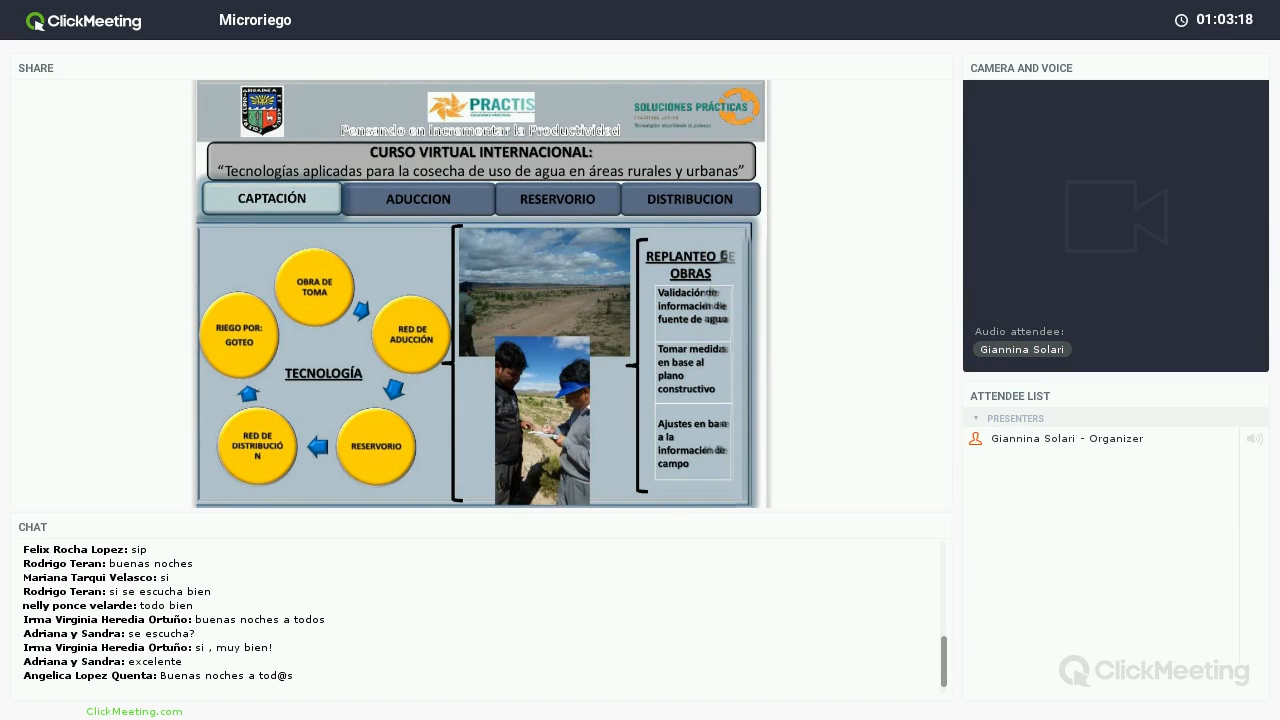 ClickMeeting
Microriego
01:03:18
SHARE
PRACTIS
SOLUCIONES PRÁCTICAS
Pensando en Incrementar la Productividad
SOLUCIONES PRÁCTICAS
Tecnologías desafiando la pobreza
CURSO VIRTUAL INTERNACIONAL:
“Tecnologías aplicadas para la cosecha de uso de agua en áreas rurales y urbanas”
CAPTACIÓN
ADUCCION
RESERVORIO
DISTRIBUCION
OBRA DE
TOMA
RED DE
ADUCCIÓN
RESERVORIO
RED DE
DISTRIBUCIÓ
N
RIEGO POR:
GOTEO
TECNOLOGÍA
REPLANTEO DE
OBRAS
Validación de
información de
fuente de agua
Tomar medidas
en base al
plano
constructivo
Ajustes en base
a la
información de
campo
CHAT
Felix Rocha Lopez: sip
Rodrigo Teran: buenas noches
Mariana Tarqui Velasco: si
Rodrigo Teran: si se escucha bien
nelly ponce velarde: todo bien
Irma Virginia Heredia Ortuño: buenas noches a todos
Adriana y Sandra: se escucha?
Irma Virginia Heredia Ortuño: si , muy bien!
Adriana y Sandra: excelente
Angelica Lopez Quenta: Buenas noches a tod@s
ClickMeeting.com
CAMERA AND VOICE
Audio attendee:
Giannina Solari
ATTENDEE LIST
PRESENTERS
Giannina Solari - Organizer
ClickMeeting